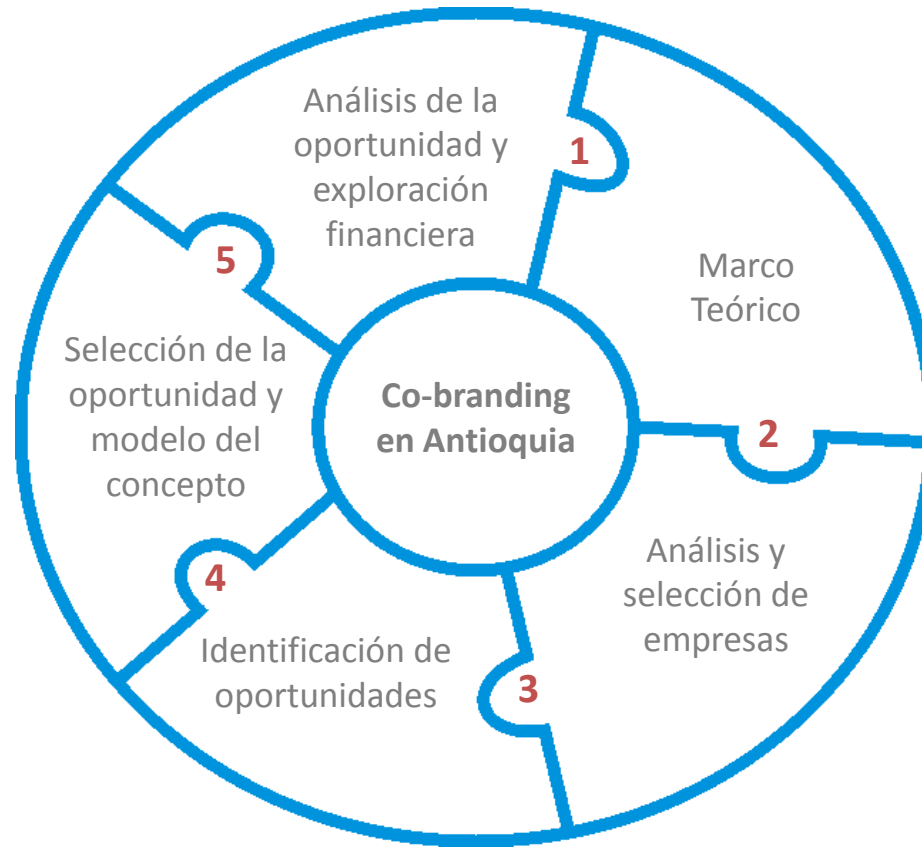 Co-branding
en Antioquia
1
Marco
Teórico
2
Análisis y
selección de
empresas
3
Identificación de
oportunidades
4
Selección de la
oportunidad y
modelo del
concepto
5
Análisis de la
oportunidad y
exploración
financiera